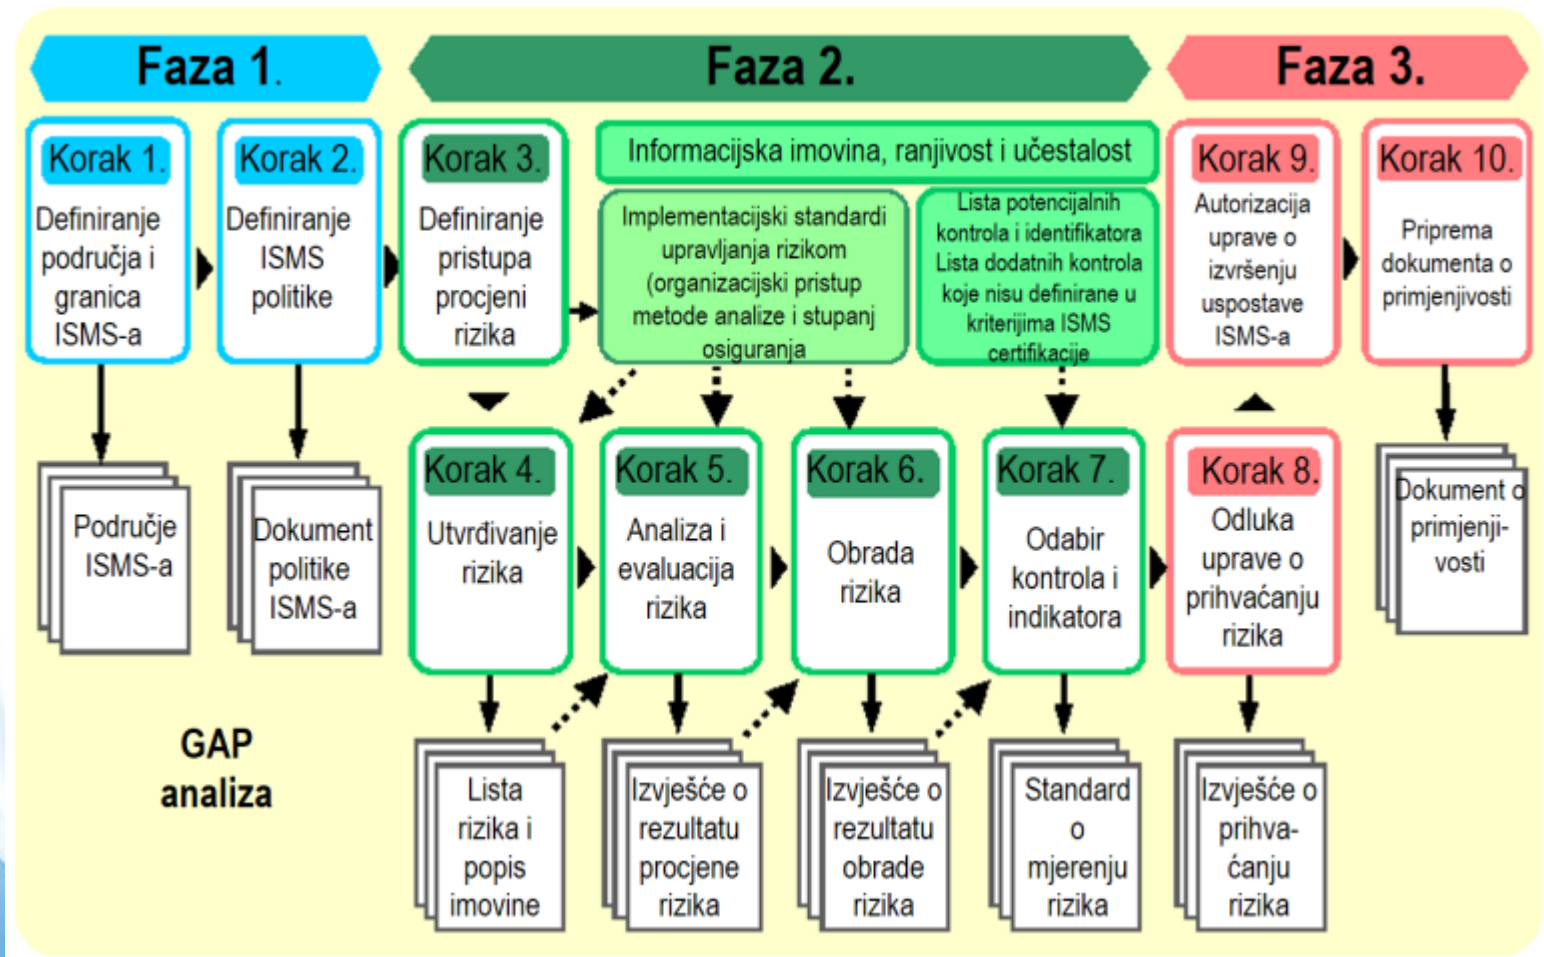 Faza 1.
Faza 2.
Faza 3.
Korak 1.
Definiranje
područja i
granica
ISMS-a
Korak 2.
Definiranje
ISMS
politike
Korak 3.
Definiranje
pristupa
procjeni
rizika
Informacijska imovina, ranjivost i učestalost
Implementacijski standardi
upravljanja rizikom
(organizacijski pristup
metode analize i stupanj
osiguranja
Lista potencijalnih
kontrola i identifikatora
Lista dodatnih kontrola
koje nisu definirane u
kriterijima ISMS
certifikacije
Korak 9.
Autorizacija
uprave o
izvršenju
uspostave
ISMS-a
Korak 10.
Priprema
dokumenta o
primjenjivosti
Područje
ISMS-a
Dokument
politike
ISMS-a
Korak 4.
Utvrđivanje
rizika
Korak 5.
Analiza i
evaluacija
rizika
Korak 6.
Obrada
rizika
Korak 7.
Odabir
kontrola i
indikatora
Korak 8.
Odluka
uprave o
prihvaćanju
rizika
Dokument o
primjenji-
vosti
GAP
analiza
Lista
rizika i
popis
imovine
Izvješće o
rezultatu
procjene
rizika
Izvješće o
rezultatu
obrade
rizika
Standard
o
mjerenju
rizika
Izvješće o
prihva-
ćanju
rizika